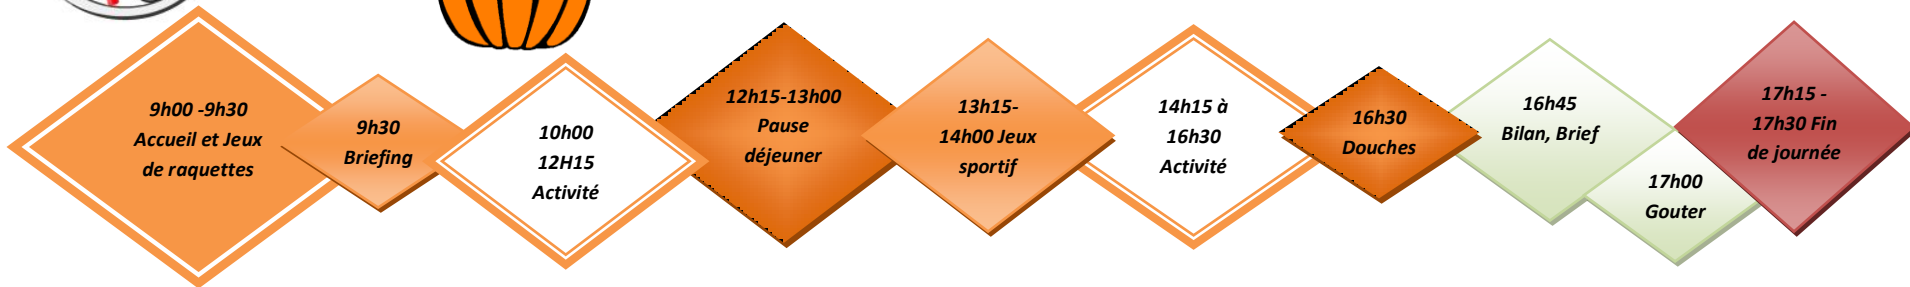 9h00 -9h30
Accueil et Jeux
de raquettes
9h30
Briefing
10h00
12H15
Activité
12h15-13h00
Pause
déjeuner
13h15-
14h00 Jeux
sportif
14h15 à
16h30
Activité
16h30
Douches
16h45
Bilan, Brief
17h00
Gouter
17h15 -
17h30 Fin
de journée